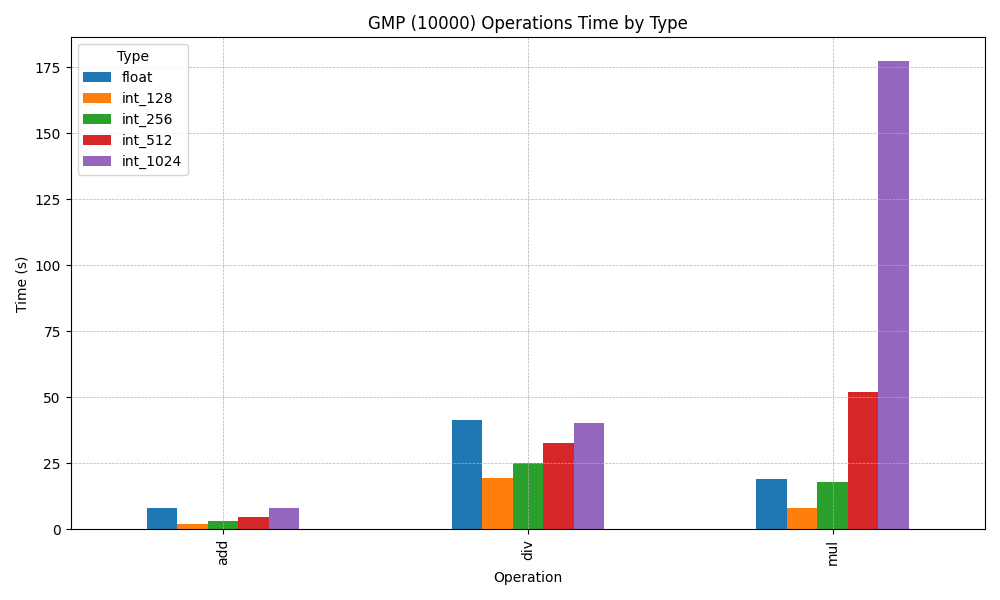 GMP (10000) Operations Time by Type
Type
float
int_128
int_256
int_512
int_1024
Time (s)
175
150
125
100
75
50
25
0
add
div
mul
Operation